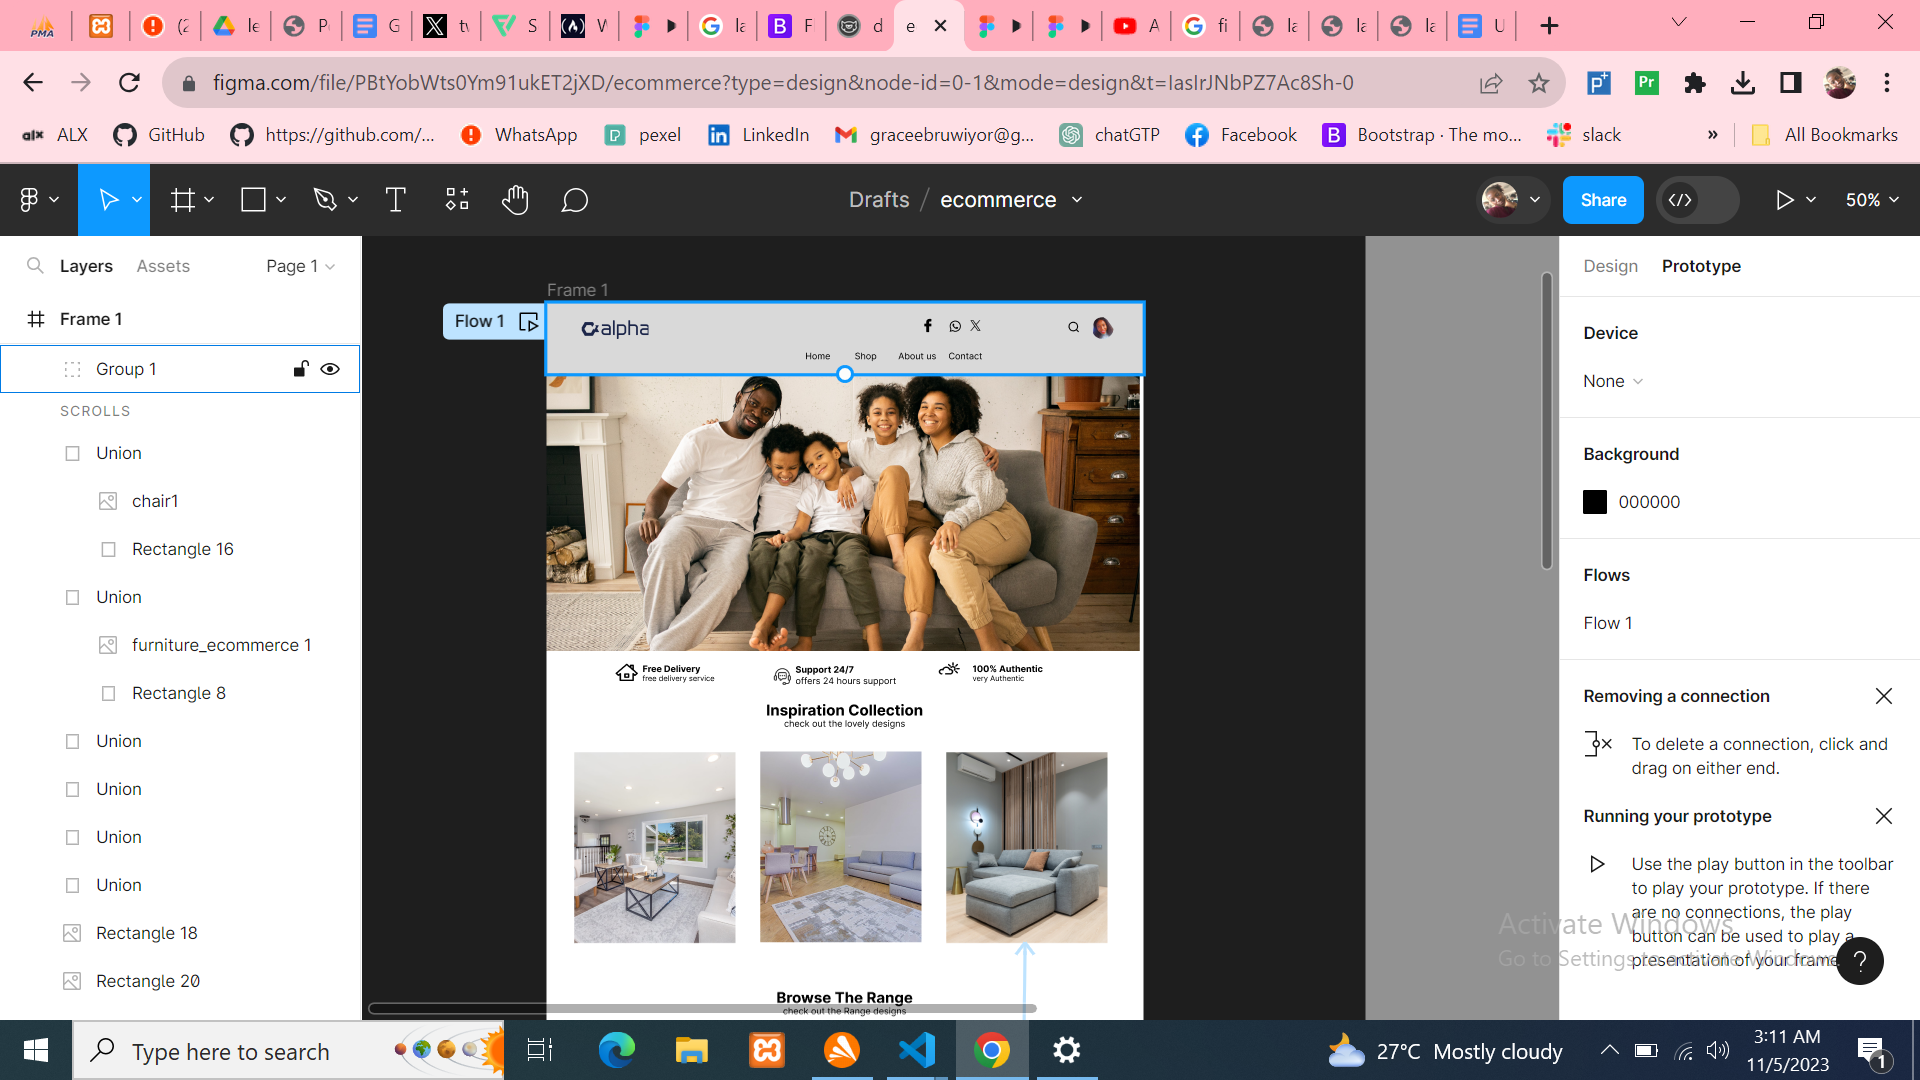 PMA
(2
le
P
G
tv
S
W
la
F
d
e
A
fi
la
la
la
U
figma.com/file/PBtYobWts0Ym91ukET2jXD/ecommerce?type=design&node-id=0-1&mode=design&t=IasIrJNbPZ7Ac8Sh-0
P+
Pr
alx ALX
GitHub
https://github.com/...
WhatsApp
pexel
LinkedIn
graceebruwiyor@g...
chatGTP
Facebook
B Bootstrap · The mo...
slack
»
All Bookmarks
Drafts / ecommerce
Share
50%
Layers
Assets
Page 1
Frame 1
Group 1
SCROLLS
Union
chair1
Rectangle 16
Union
furniture_ecommerce 1
Rectangle 8
Union
Union
Union
Union
Rectangle 18
Rectangle 20
Frame 1
Flow 1
alpha
Home
Shop
About us
Contact
Free Delivery
free delivery service
Support 24/7
offers 24 hours support
100% Authentic
very Authentic
Inspiration Collection
check out the lovely designs
Browse The Range
check out the Range designs
Design
Prototype
Device
None
Background
000000
Flows
Flow 1
Removing a connection
To delete a connection, click and
drag on either end.
Running your prototype
Use the play button in the toolbar
to play your prototype. If there
are no connections, the play
button can be used to play a
presentation of your frame
Activate Windows
Go to Settings to activate Windows
?
Type here to search
27°C Mostly cloudy
3:11 AM
11/5/2023
1